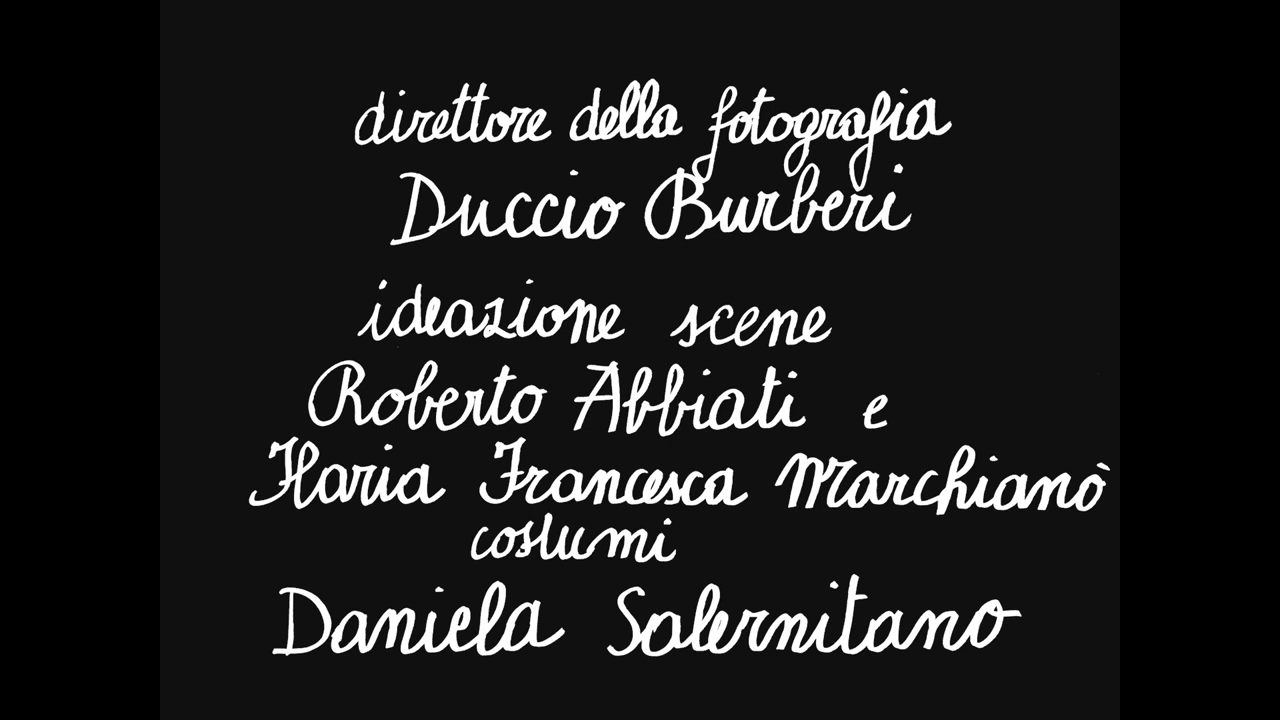 direttore della fotografia
Duccio Burberi
ideazione scene
Roberto Abbiati e
Ilaria Francesca Marchianò
costumi
Daniela Salernitano